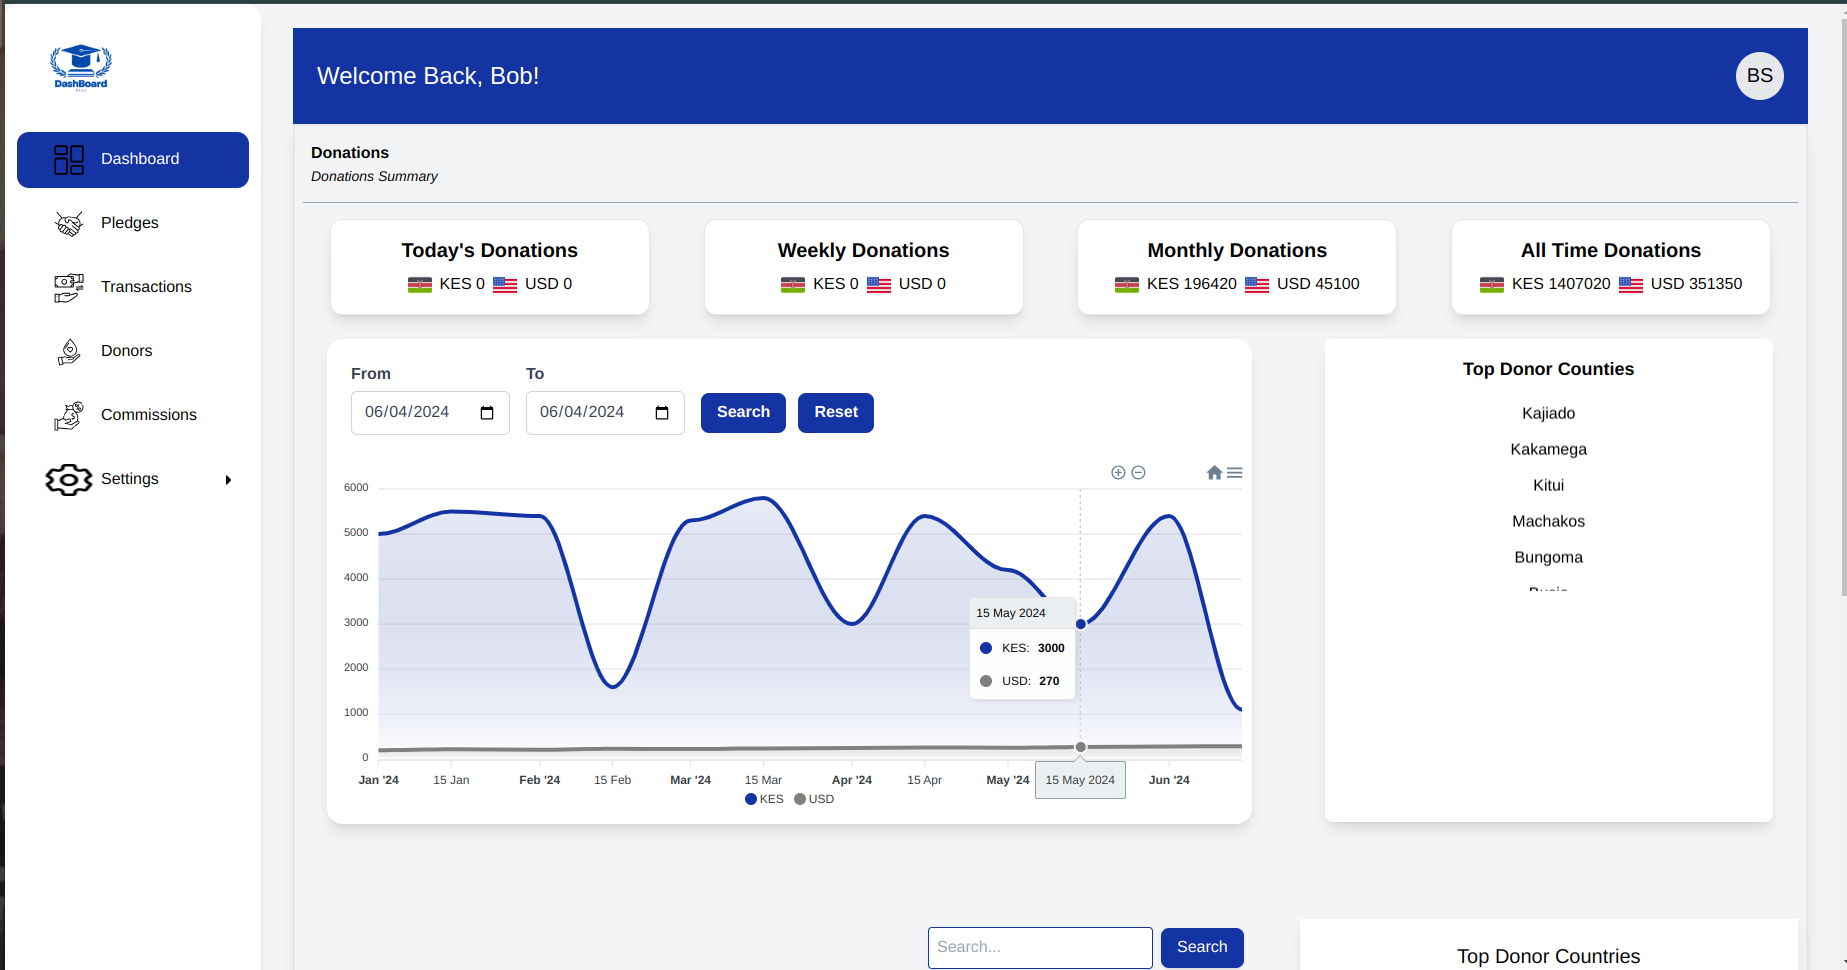 DashBoard
Dashboard
Pledges
Transactions
Donors
Commissions
Settings
Welcome Back, Bob!
BS
Donations
Donations Summary
Today's Donations
KES 0 USD 0
Weekly Donations
KES 0 USD 0
Monthly Donations
KES 196420 USD 45100
All Time Donations
KES 1407020 USD 351350
From
To
06/04/2024
06/04/2024
Search
Reset
6000
5000
4000
3000
2000
1000
0
15 May 2024
KES: 3000
USD: 270
Jan '24 15 Jan Feb '24 15 Feb Mar '24 15 Mar Apr '24 15 Apr May '24 15 May 2024 Jun '24
KES USD
Top Donor Counties
Kajiado
Kakamega
Kitui
Machakos
Bungoma
Search...
Search
Top Donor Countries